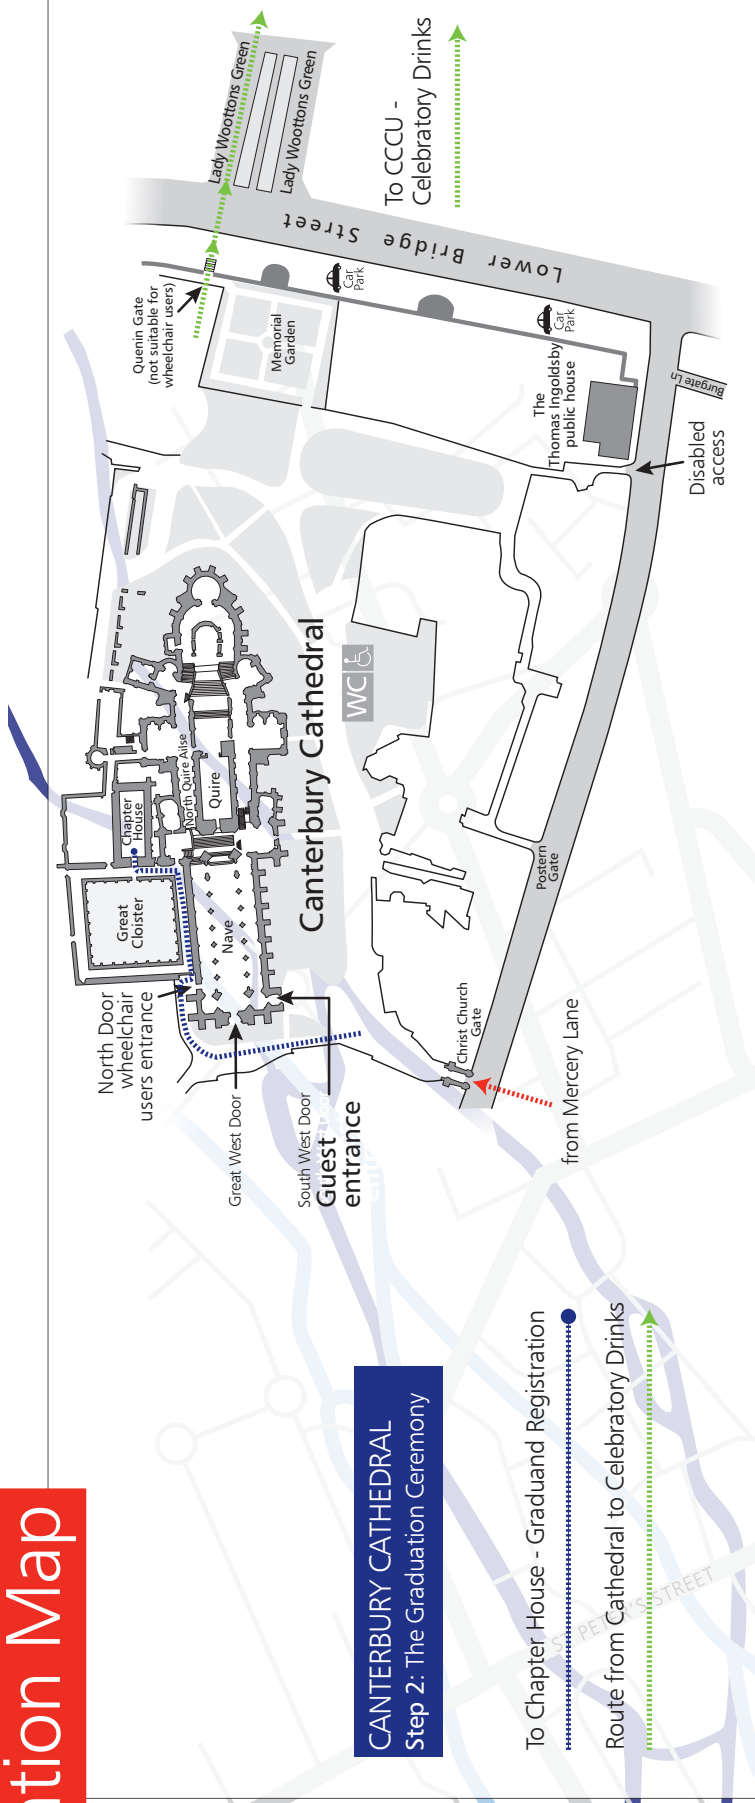 tion Map
CANTERBURY CATHEDRAL
Step 2: The Graduation Ceremony
To Chapter House - Graduand Registration
Route from Cathedral to Celebratory Drinks
ST PETER'S STREET
North Door
Wheelchair
users entrance
Great West Door
South West Door
Guest
entrance
from Mercery Lane
Christ Church
Gate
Postern
Gate
Great
Cloister
Chapter
House
Nave
North Quire Ailse
Quire
Canterbury Cathedral
WC
Disabled
access
The
Thomas Ingoldsby
public house
Burgate Ln
Car
Park
Car
Park
Memorial
Garden
Quenin Gate
(not suitable for
wheelchair users)
Lower Bridge Street
Lady Woottons Green
Lady Woottons Green
To CCCU -
Celebratory Drinks